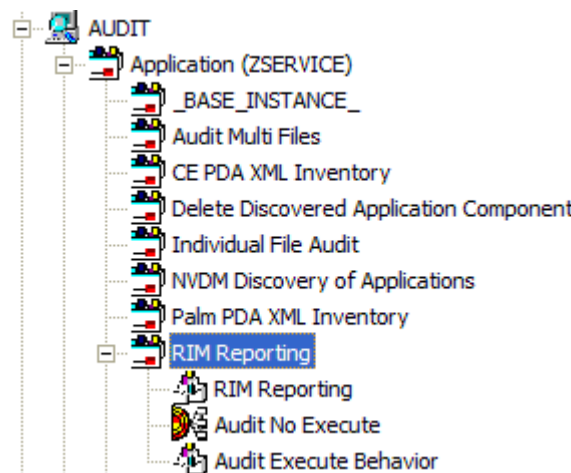 AUDIT
Application (ZSERVICE)
_BASE_INSTANCE_
Audit Multi Files
CE PDA XML Inventory
Delete Discovered Application Component
Individual File Audit
NVDM Discovery of Applications
Palm PDA XML Inventory
RIM Reporting
RIM Reporting
Audit No Execute
Audit Execute Behavior